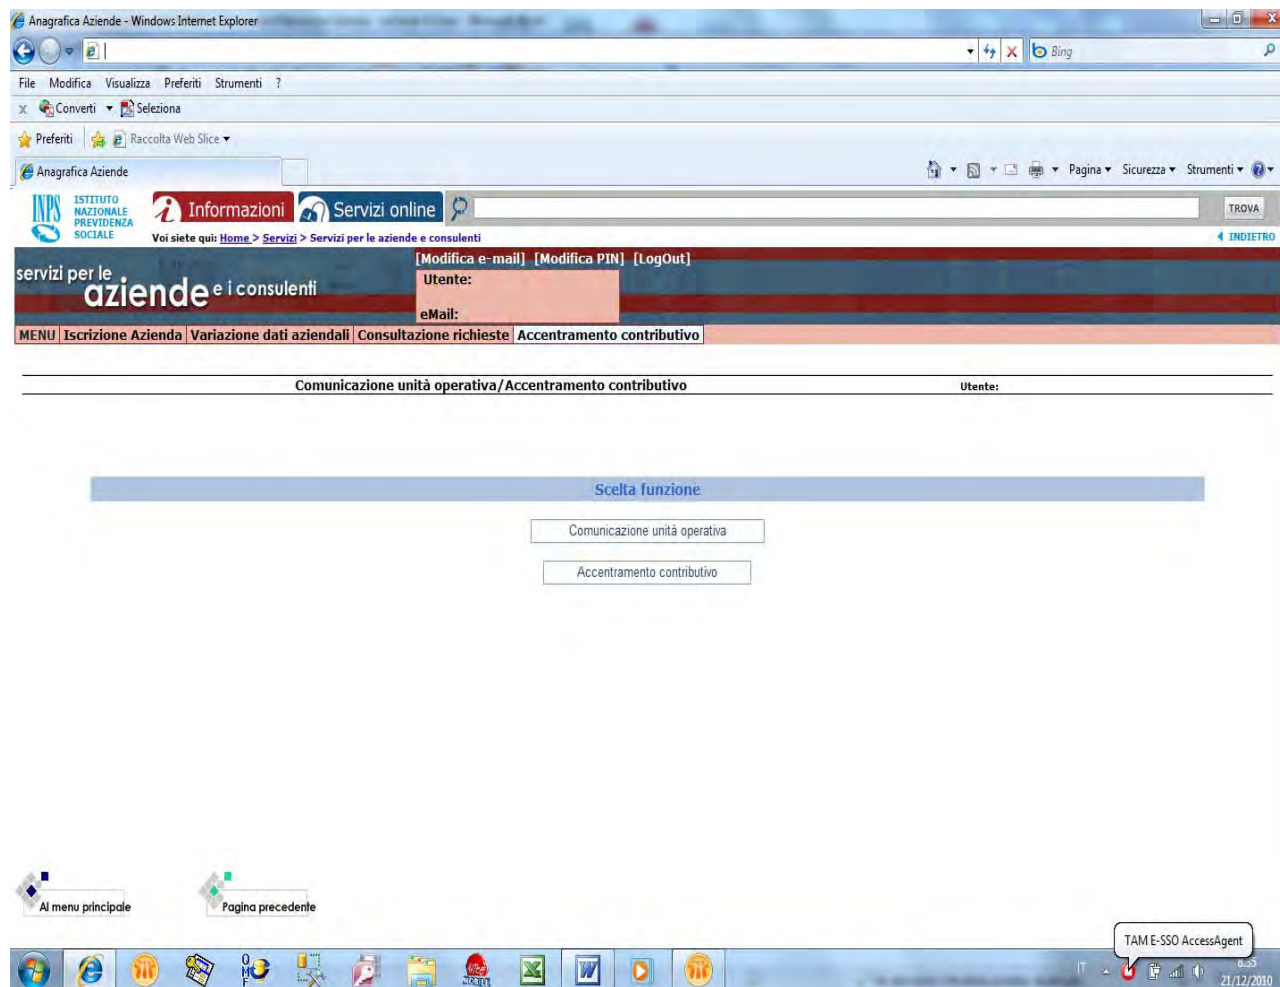 Anagrafica Aziende - Windows Internet Explorer
Bing
File Modifica Visualizza Preferiti Strumenti ?
x Converti Seleziona
Preferiti Raccolta Web Slice
Anagrafica Aziende
Pagina Sicurezza Strumenti
INPS ISTITUTO NAZIONALE PREVIDENZA SOCIALE
Informazioni Servizi online TROVA
Voi siete qui: Home > Servizi > Servizi per le aziende e consulenti INDIETRO
[Modifica e-mail] [Modifica PIN] [LogOut]
servizi per le
aziende e i consulenti
Utente:
eMail:
MENU Iscrizione Azienda Variazione dati aziendali Consultazione richieste Accentramento contributivo
Comunicazione unità operativa/Accentramento contributivo Utente:
Scelta funzione
Comunicazione unità operativa
Accentramento contributivo
Al menu principale Pagina precedente
TAM E-SSO AccessAgent
IT 8.55
21/12/2010